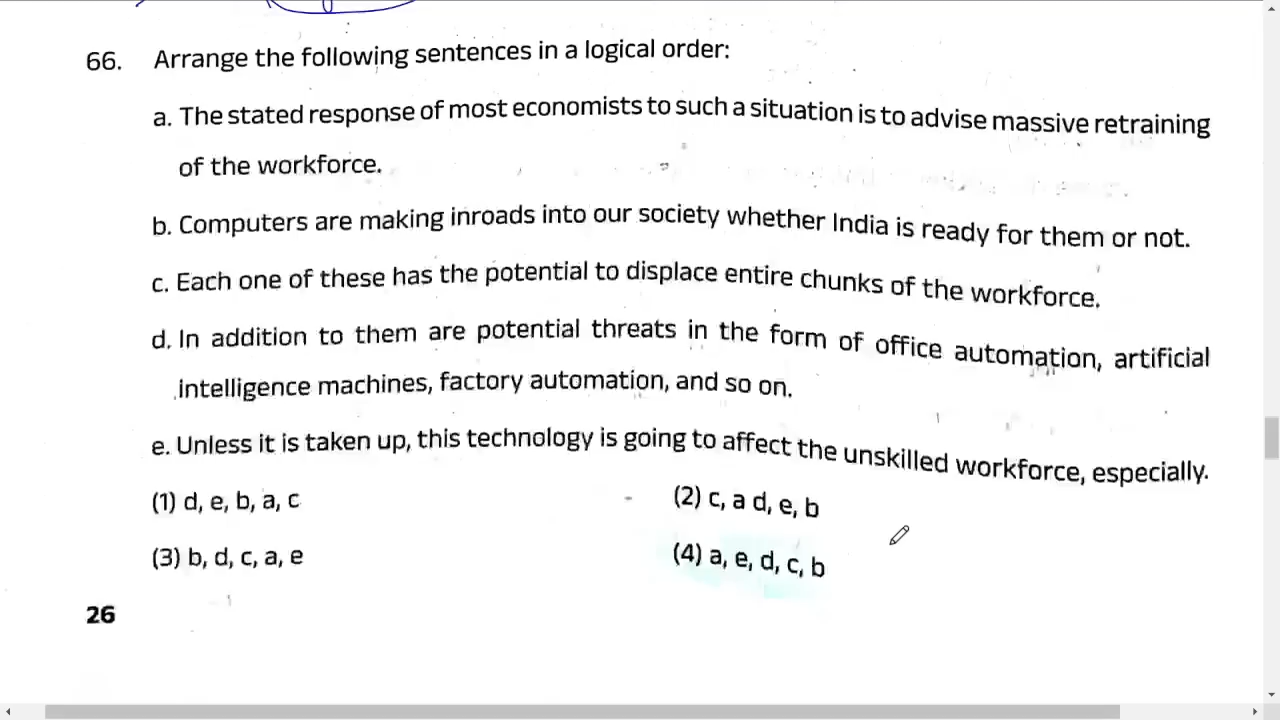 66. Arrange the following sentences in a logical order:
a. The stated response of most economists to such a situation is to advise massive retraining
of the workforce.
b. Computers are making inroads into our society whether India is ready for them or not.
c. Each one of these has the potential to displace entire chunks of the workforce.
d. In addition to them are potential threats in the form of office automation, artificial
intelligence machines, factory automation, and so on.
e. Unless it is taken up, this technology is going to affect the unskilled workforce, especially.
(1) d, e, b, a, c
(2) c, a d, e, b
(3) b, d, c, a, e
(4) a, e, d, c, b
26